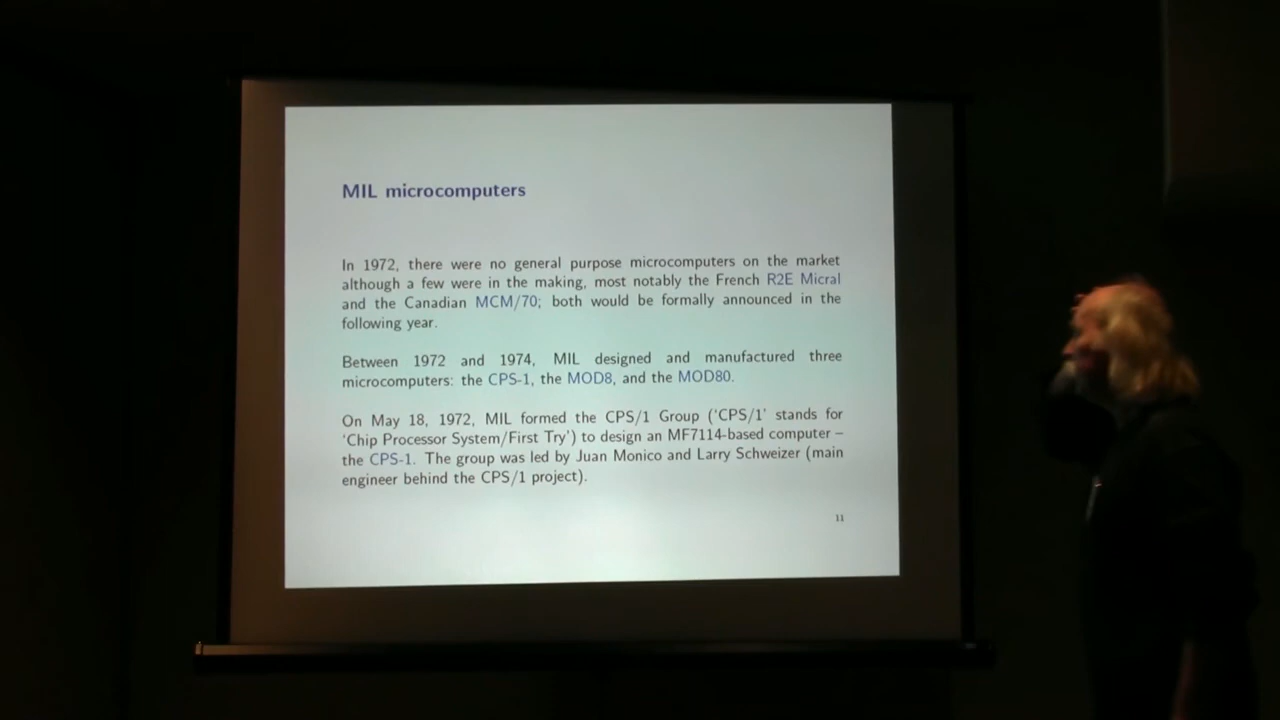 MIL microcomputers
In 1972, there were no general purpose microcomputers on the market
although a few were in the making, most notably the French R2E Micral
and the Canadian MCM/70; both would be formally announced in the
following year.
Between 1972 and 1974, MIL designed and manufactured three
microcomputers: the CPS-1, the MOD8, and the MOD80.
On May 18, 1972, MIL formed the CPS/1 Group ('CPS/1' stands for
'Chip Processor System/First Try') to design an MF7114-based computer –
the CPS-1. The group was led by Juan Monico and Larry Schweizer (main
engineer behind the CPS/1 project).
11